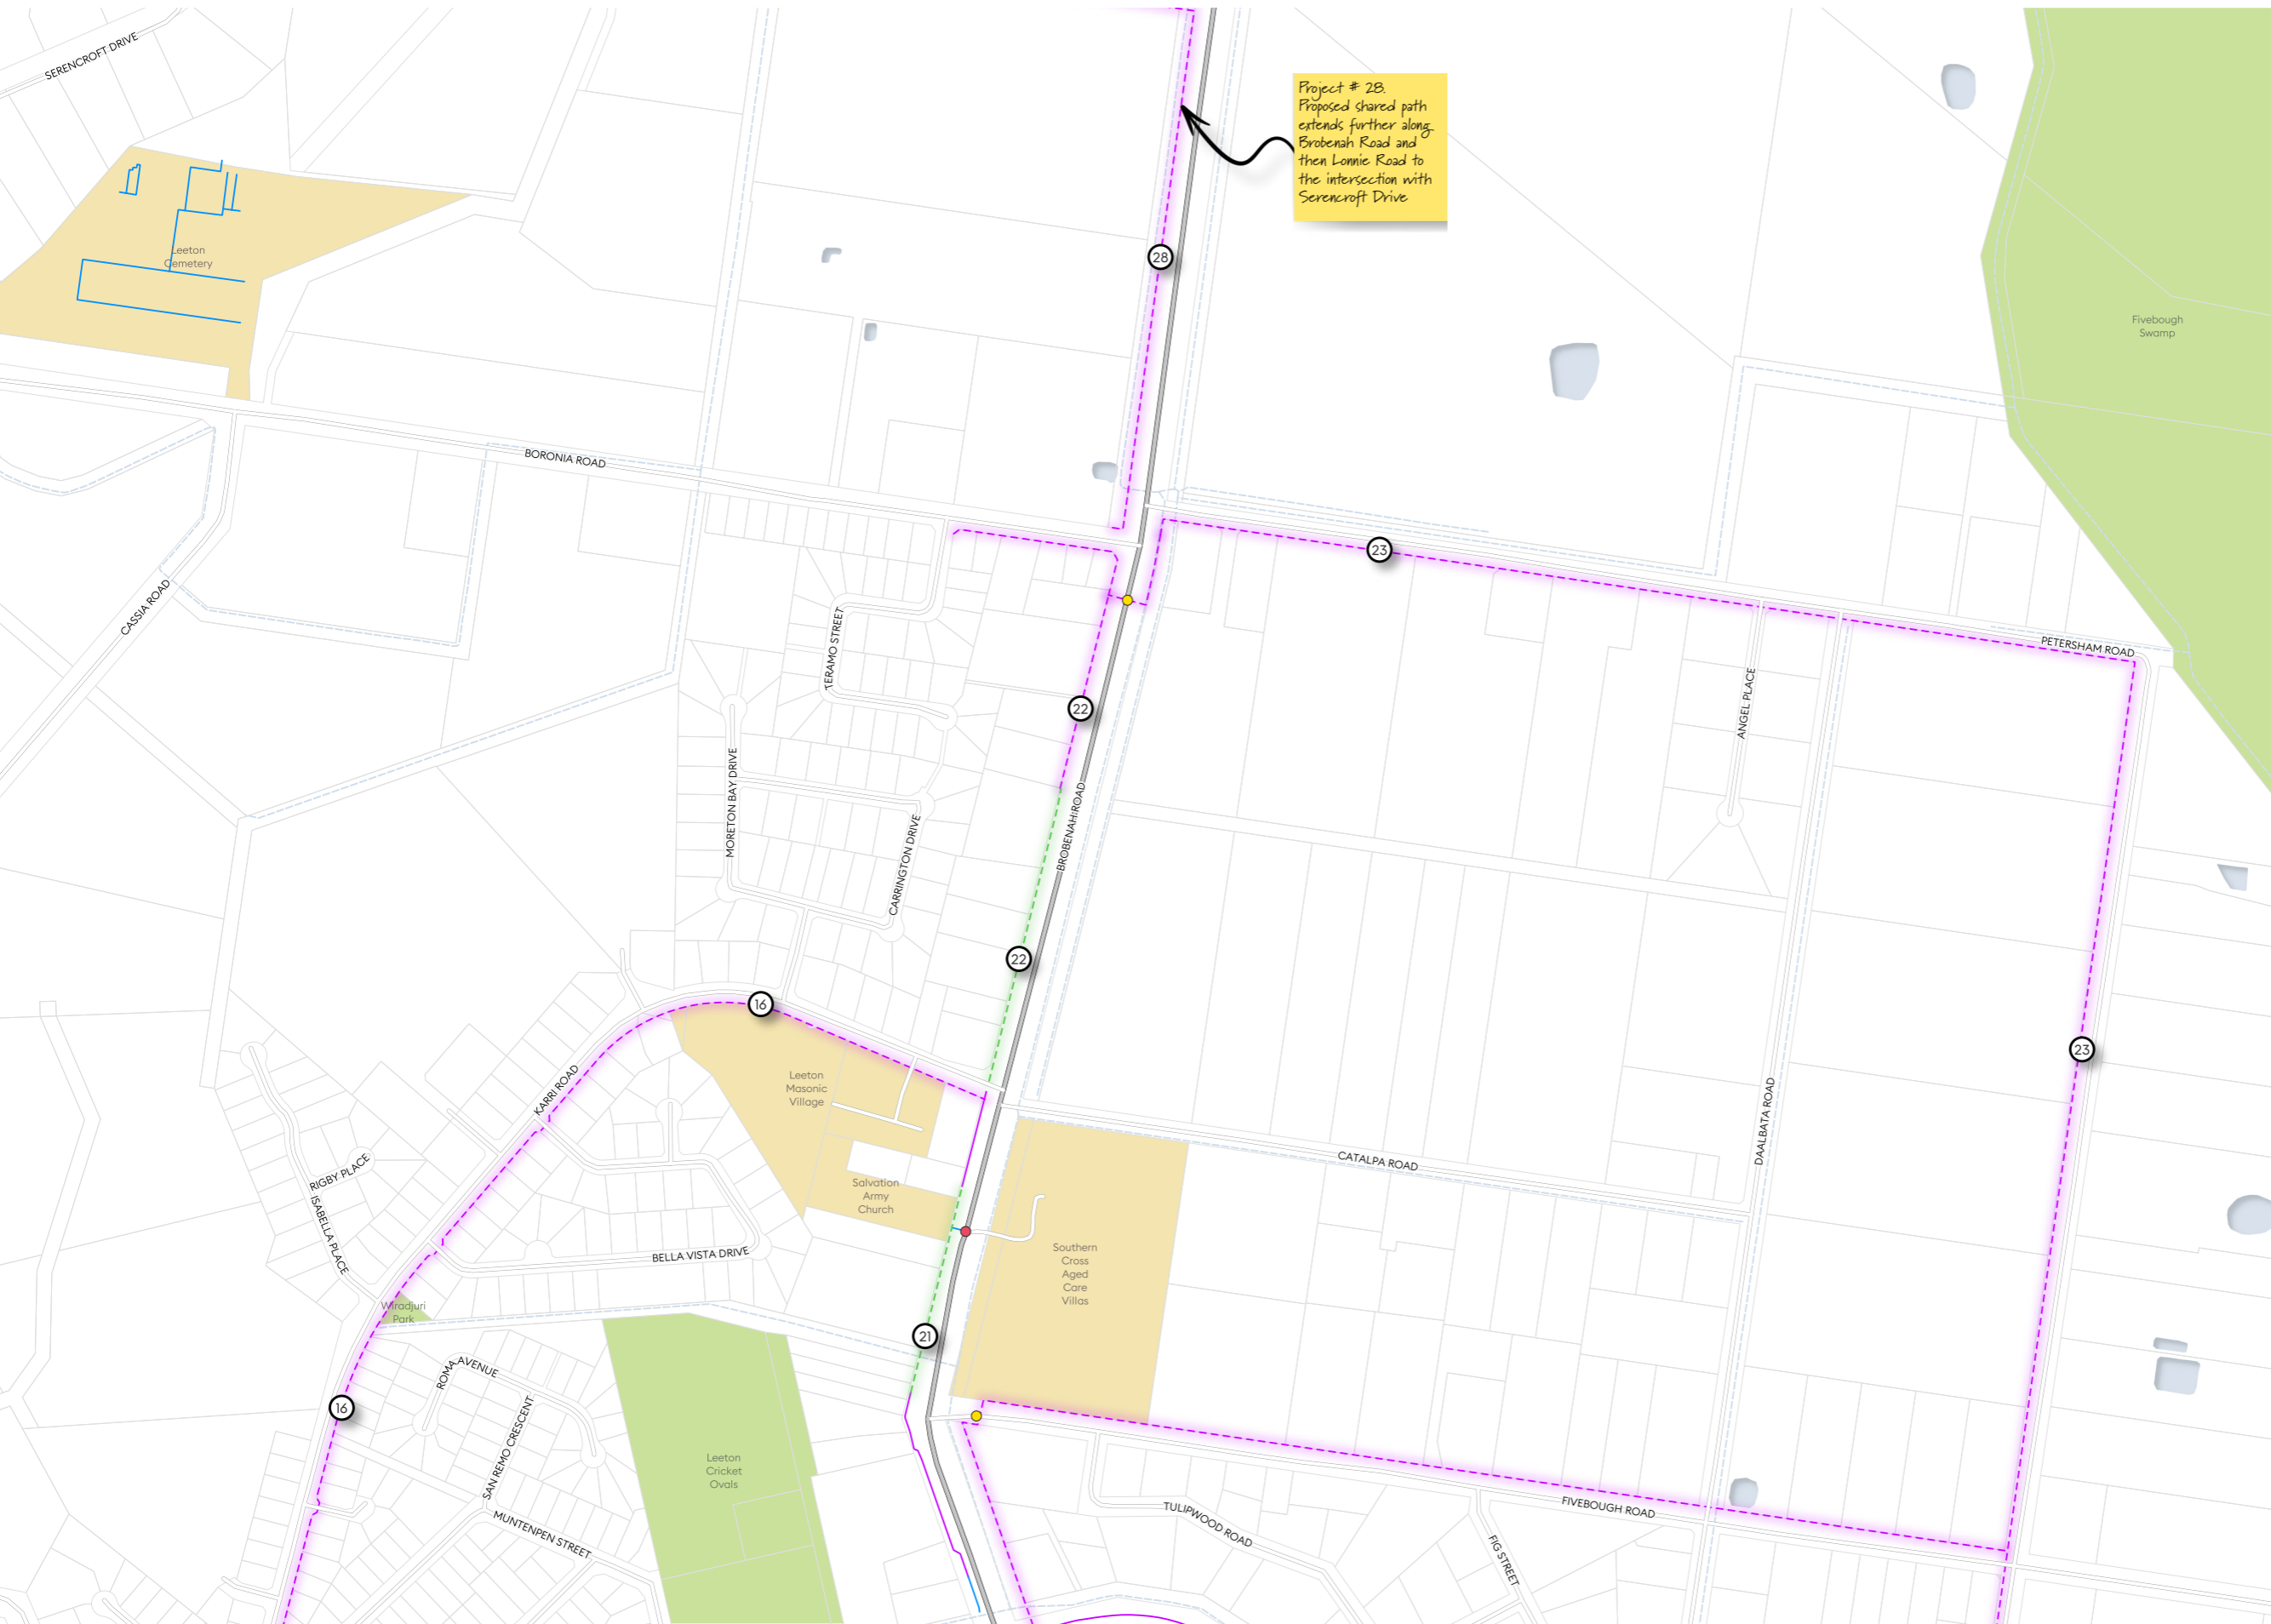 SERENCROFT DRIVE
Project # 28.
Proposed shared path
extends further along
Brobenah Road and
then Lonnie Road to
the intersection with
Serencroft Drive
Leeton
Cemetery
28
Fivebough
Swamp
BORONIA ROAD
23
CASSIA ROAD
TERAMO STREET
PETERSHAM ROAD
22
ANGEL PLACE
MORETON BAY DRIVE
CARRINGTON DRIVE
BROBENAH ROAD
22
16
23
Leeton
Masonic
Village
KARRI ROAD
DAALBATA ROAD
RIGBY PLACE
CATALPA ROAD
ISABELLA PLACE
Salvation
Army
Church
BELLA VISTA DRIVE
Southern
Cross
Aged
Care
Villas
Wiradjuri
Park
21
ROMA AVENUE
16
SAN REMO CRESCENT
Leeton
Cricket
Ovals
MUNTENPEN STREET
TULIPWOOD ROAD
FIVEBOUGH ROAD
FIG STREET